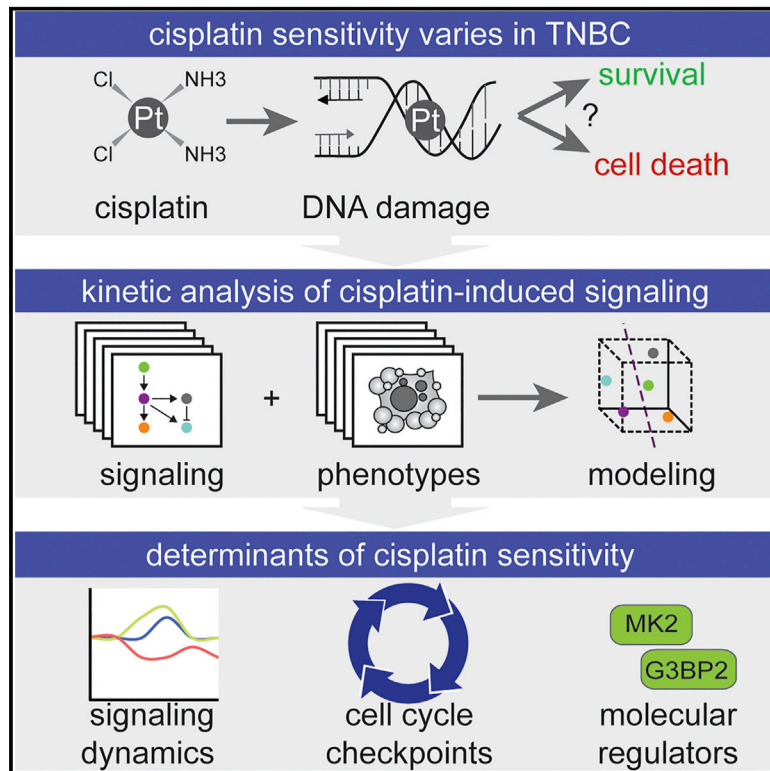 cisplatin sensitivity varies in TNBC
Cl NH3
Pt
Cl NH3
Pt
survival
?
cell death
cisplatin DNA damage
kinetic analysis of cisplatin-induced signaling
+
signaling phenotypes modeling
determinants of cisplatin sensitivity
MK2
G3BP2
signaling cell cycle molecular
dynamics checkpoints regulators